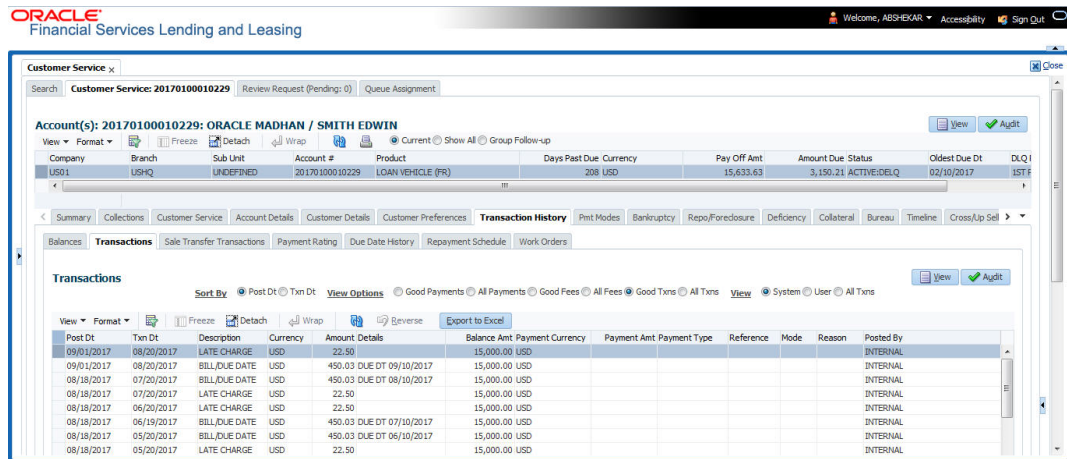 ORACLE
Financial Services Lending and Leasing
Welcome, ABSHEKAR Accessibility Sign Out
Customer Service x
Close
Search Customer Service: 20170100010229 Review Request (Pending: 0) Queue Assignment
Account(s): 20170100010229: ORACLE MADHAN / SMITH EDWIN
View Audit
View Format Freeze Detach Wrap Current Show All Group Follow-up
Company Branch Sub Unit Account # Product Days Past Due Currency Pay Off Amt Amount Due Status Oldest Due Dt DLQ
US01 USHQ UNDEFINED 20170100010229 LOAN VEHICLE (FR) 208 USD 15,633.63 3,150.21 ACTIVE:DELQ 02/10/2017 1ST
Summary Collections Customer Service Account Details Customer Details Customer Preferences Transaction History Pmt Modes Bankruptcy Repo/Foreclosure Deficiency Collateral Bureau Timeline Cross/Up Sell
Balances Transactions Sale Transfer Transactions Payment Rating Due Date History Repayment Schedule Work Orders
Transactions
View Audit
Sort By Post Dt Txn Dt View Options Good Payments All Payments Good Fees All Fees Good Txns All Txns View System User All Txns
View Format Freeze Detach Wrap Reverse Export to Excel
Post Dt Txn Dt Description Currency Amount Details Balance Amt Payment Currency Payment Amt Payment Type Reference Mode Reason Posted By
09/01/2017 08/20/2017 LATE CHARGE USD 22.50 15,000.00 USD INTERNAL
09/01/2017 08/20/2017 BILL/DUE DATE USD 450.03 DUE DT 09/10/2017 15,000.00 USD INTERNAL
08/18/2017 07/20/2017 BILL/DUE DATE USD 450.03 DUE DT 08/10/2017 15,000.00 USD INTERNAL
08/18/2017 07/20/2017 LATE CHARGE USD 22.50 15,000.00 USD INTERNAL
08/18/2017 06/20/2017 LATE CHARGE USD 22.50 15,000.00 USD INTERNAL
08/18/2017 06/19/2017 BILL/DUE DATE USD 450.03 DUE DT 07/10/2017 15,000.00 USD INTERNAL
08/18/2017 05/20/2017 BILL/DUE DATE USD 450.03 DUE DT 06/10/2017 15,000.00 USD INTERNAL
08/18/2017 05/20/2017 LATE CHARGE USD 22.50 15,000.00 USD INTERNAL